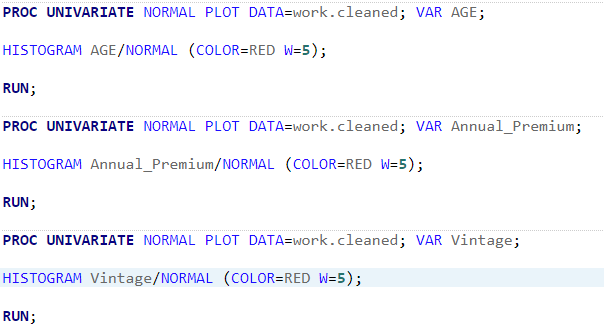 PROC UNIVARIATE NORMAL PLOT DATA=work.cleaned; VAR AGE;
HISTOGRAM AGE/NORMAL (COLOR=RED W=5);
RUN;
PROC UNIVARIATE NORMAL PLOT DATA=work.cleaned; VAR Annual_Premium;
HISTOGRAM Annual_Premium/NORMAL (COLOR=RED W=5);
RUN;
PROC UNIVARIATE NORMAL PLOT DATA=work.cleaned; VAR Vintage;
HISTOGRAM Vintage/NORMAL (COLOR=RED W=5);
RUN;